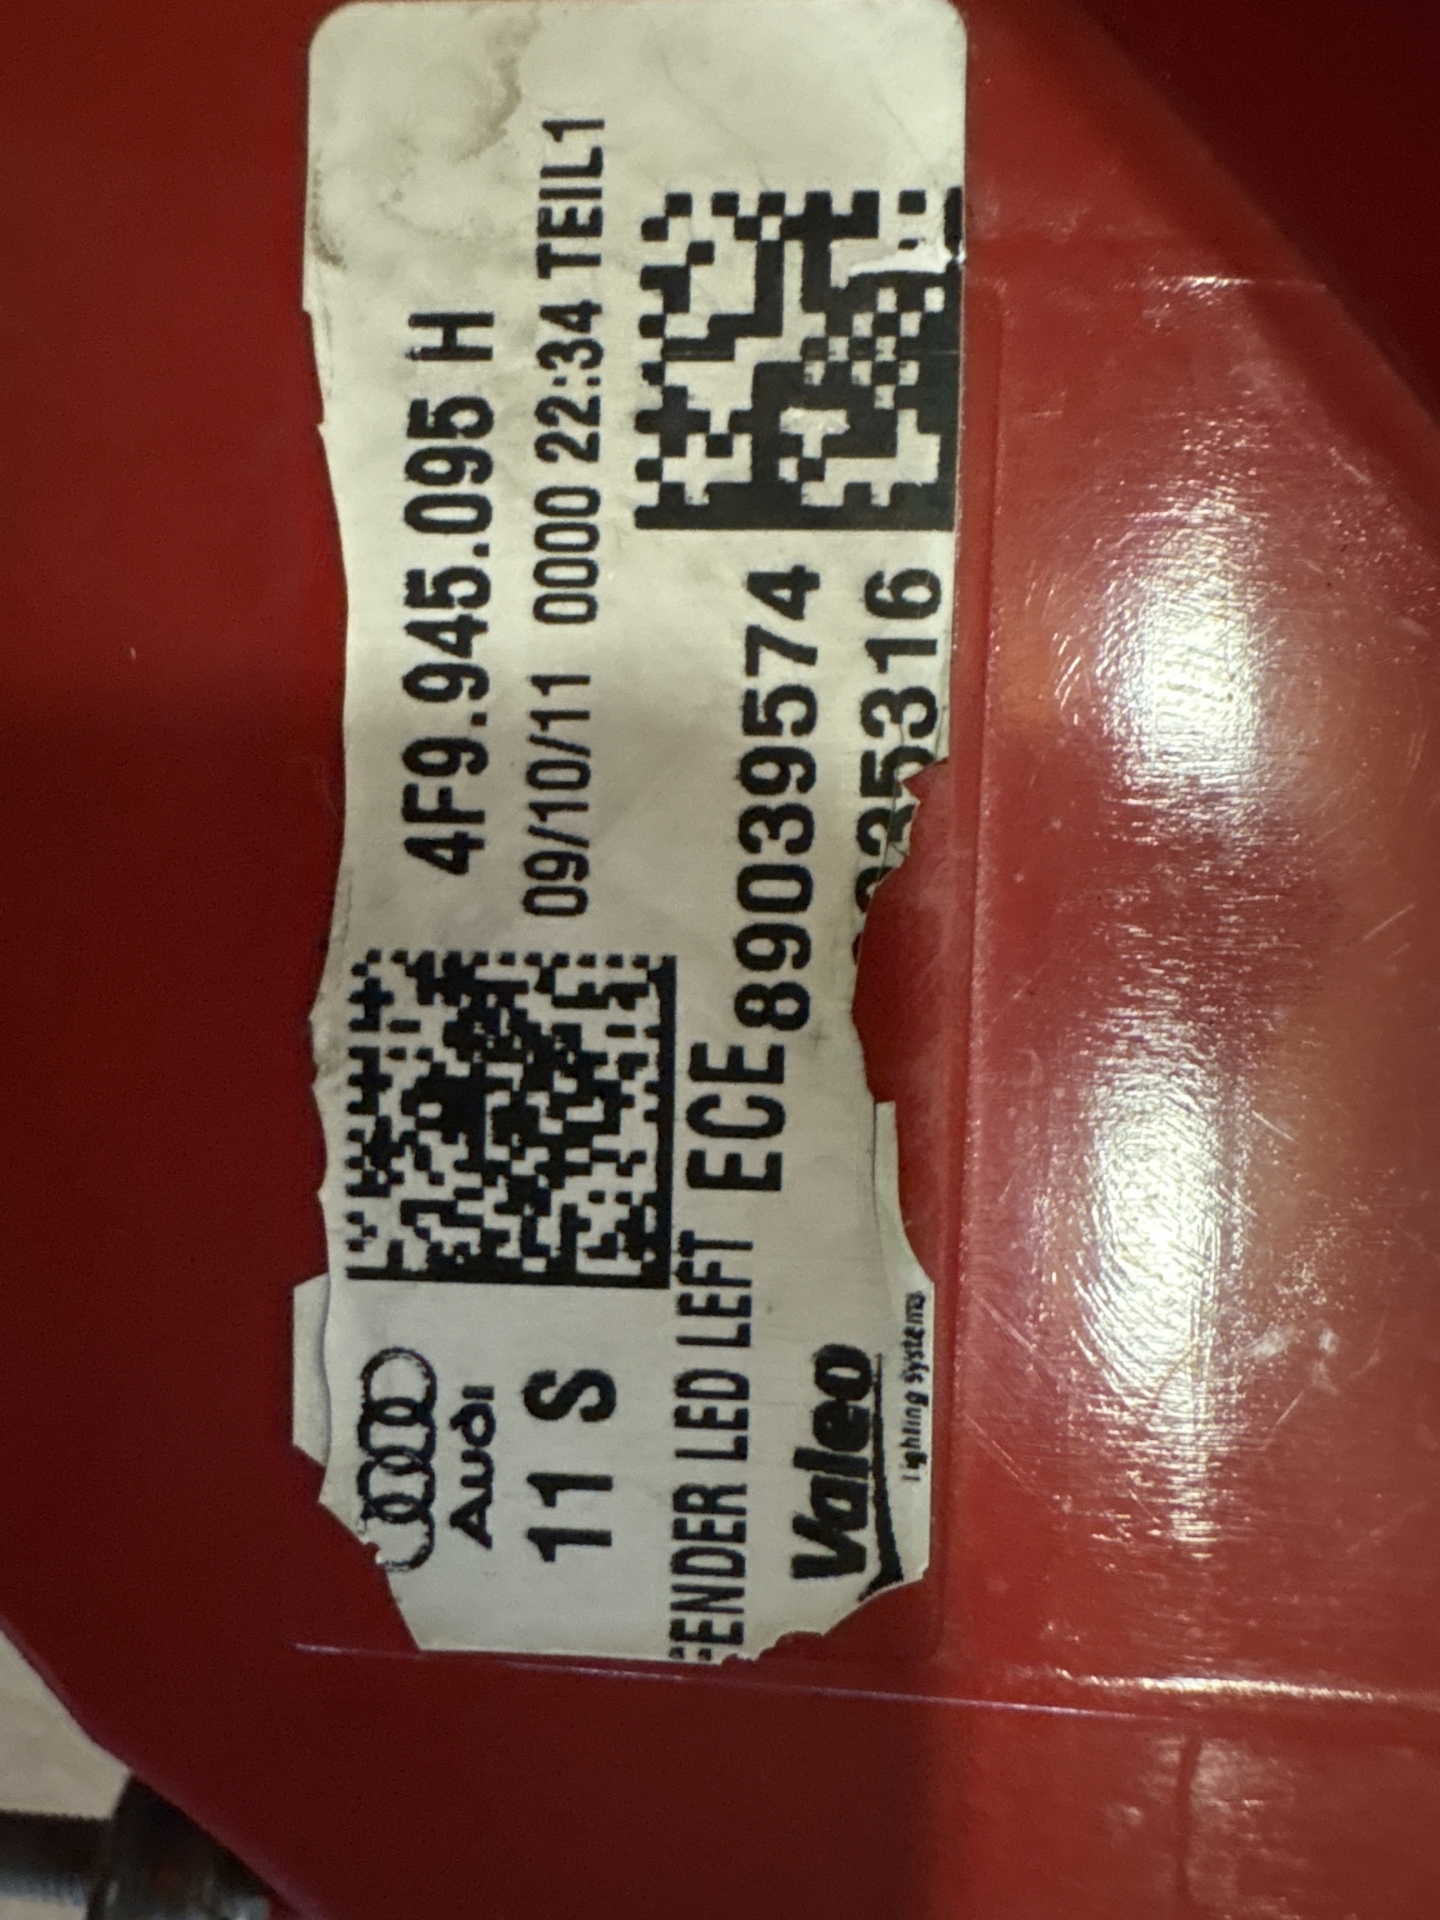 4F9.945.095 H
09/10/11 0000 22:34 TEIL1
Audi
11 S
FENDER LED LEFT ECE
89039574
Valeo
Lighting Systems